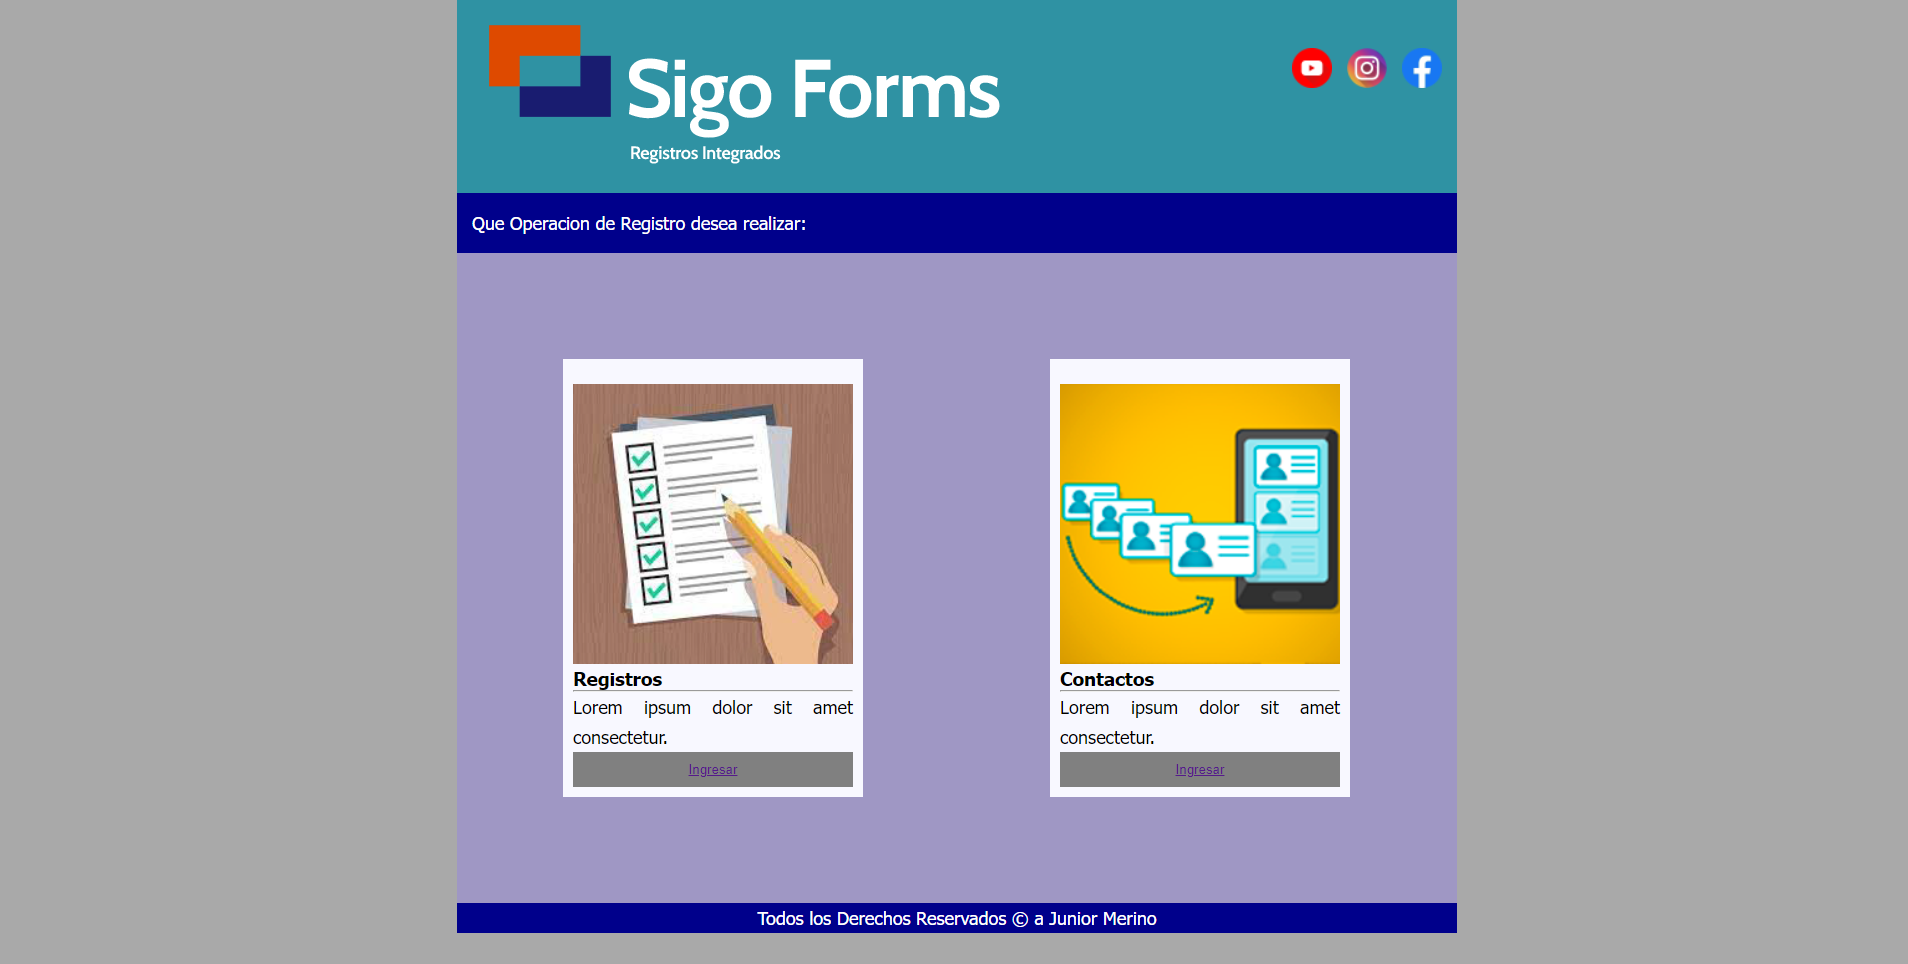 Sigo Forms
Registros Integrados
Que Operacion de Registro desea realizar:
Registros
Lorem ipsum dolor sit amet
consectetur.
Ingresar
Contactos
Lorem ipsum dolor sit amet
consectetur.
Ingresar
Todos los Derechos Reservados © a Junior Merino